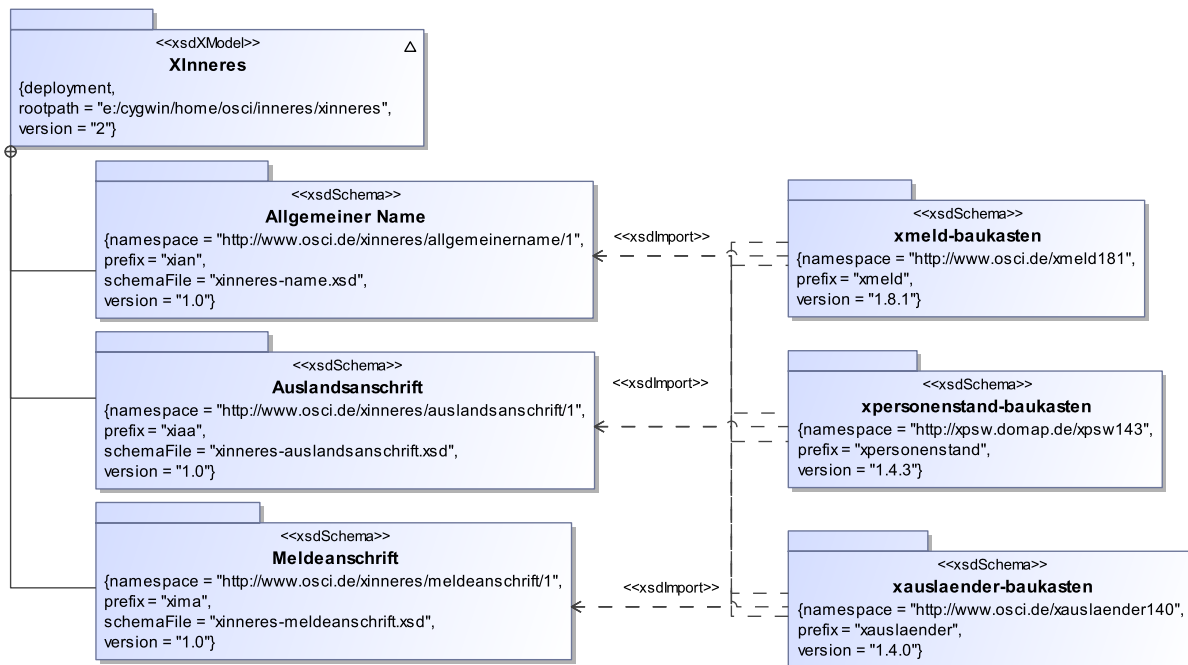 <<xsdXModel>>
XInneres
{deployment,
rootpath = "e:/cygwin/home/osci/inneres/xinneres",
version = "2"}
<<xsdSchema>>
Allgemeiner Name
{namespace = "http://www.osci.de/xinneres/allgemeinername/1",
prefix = "xian",
schemaFile = "xinneres-name.xsd",
version = "1.0"}
<<xsdImport>>
<<xsdSchema>>
xmeld-baukasten
{namespace = "http://www.osci.de/xmeld181",
prefix = "xmeld",
version = "1.8.1"}
<<xsdSchema>>
Auslandsanschrift
{namespace = "http://www.osci.de/xinneres/auslandsanschrift/1",
prefix = "xiaa",
schemaFile = "xinneres-auslandsanschrift.xsd",
version = "1.0"}
<<xsdImport>>
<<xsdSchema>>
xpersonenstand-baukasten
{namespace = "http://xpsw.domap.de/xpsw143",
prefix = "xpersonenstand",
version = "1.4.3"}
<<xsdSchema>>
Meldeanschrift
{namespace = "http://www.osci.de/xinneres/meldeanschrift/1",
prefix = "xima",
schemaFile = "xinneres-meldeanschrift.xsd",
version = "1.0"}
<<xsdImport>>
<<xsdSchema>>
xauslaender-baukasten
{namespace = "http://www.osci.de/xauslaender140",
prefix = "xauslaender",
version = "1.4.0"}